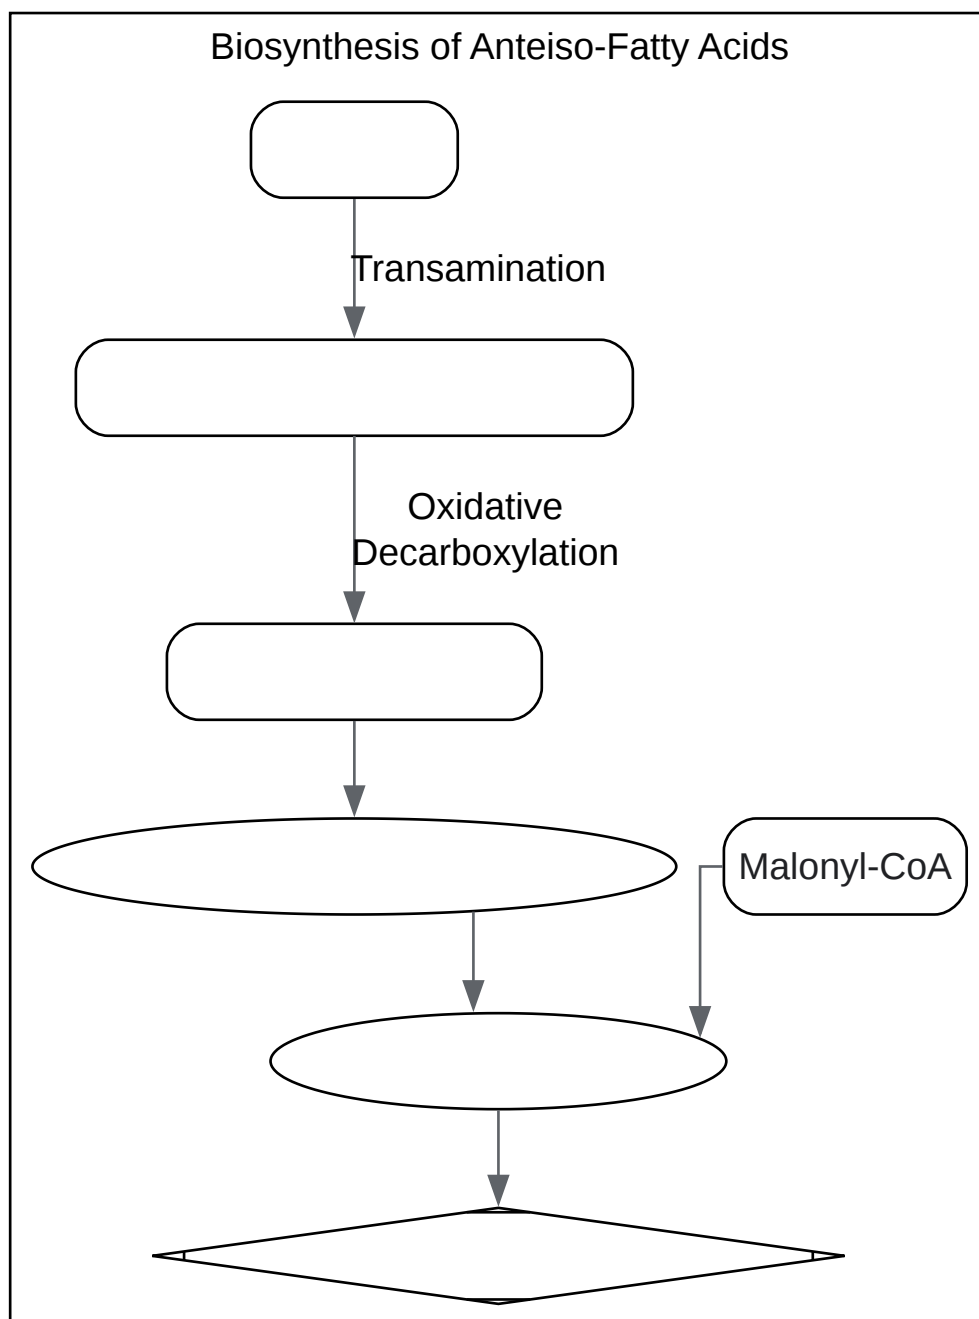 Biosynthesis of Anteiso-Fatty Acids
Transamination
Oxidative
Decarboxylation
Malonyl-CoA